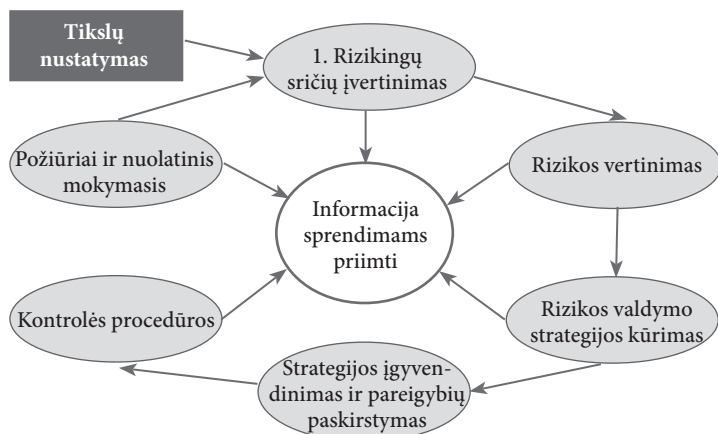 Tikslų
nustatymas
1. Rizikingų
sričių įvertinimas
Požiūriai ir nuolatinis
mokymasis
Rizikos vertinimas
Informacija
sprendimams
priimti
Kontrolės procedūros
Rizikos valdymo
strategijos kūrimas
Strategijos įgyven-
dinimas ir pareigybių
paskirstymas